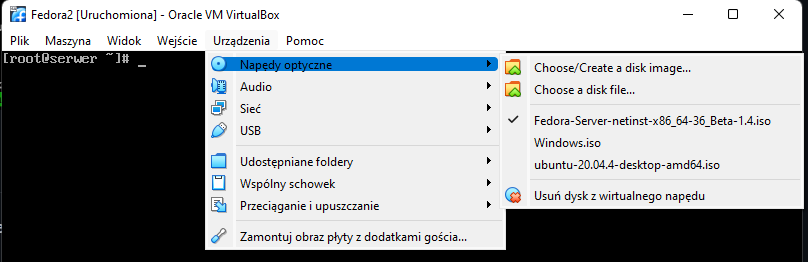 Fedora2 [Uruchomiona] - Oracle VM VirtualBox
Plik Maszyna Widok Wejście Urządzenia Pomoc
[root@serwer ~]# _
Napędy optyczne
Audio
Sieć
USB
Udostępniane foldery
Wspólny schowek
Przeciąganie i upuszczanie
Zamontuj obraz płyty z dodatkami gościa...
Choose/Create a disk image...
Choose a disk file...
Fedora-Server-netinst-x86_64-36_Beta-1.4.iso
Windows.iso
ubuntu-20.04.4-desktop-amd64.iso
Usuń dysk z wirtualnego napędu